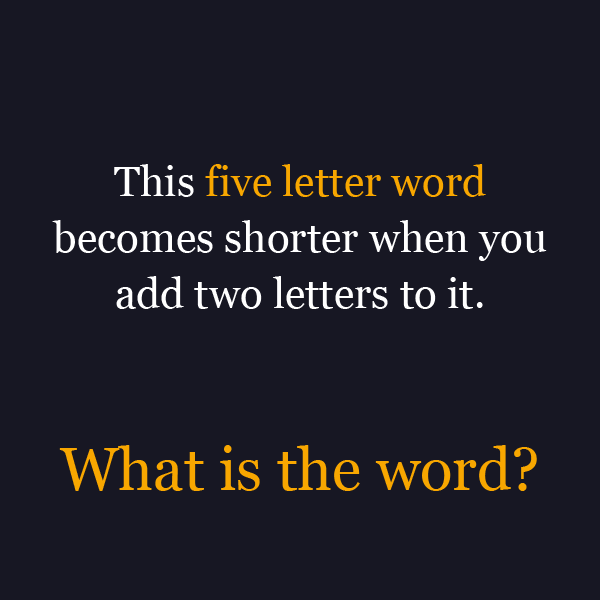 This five letter word
becomes shorter when you
add two letters to it.
What is the word?